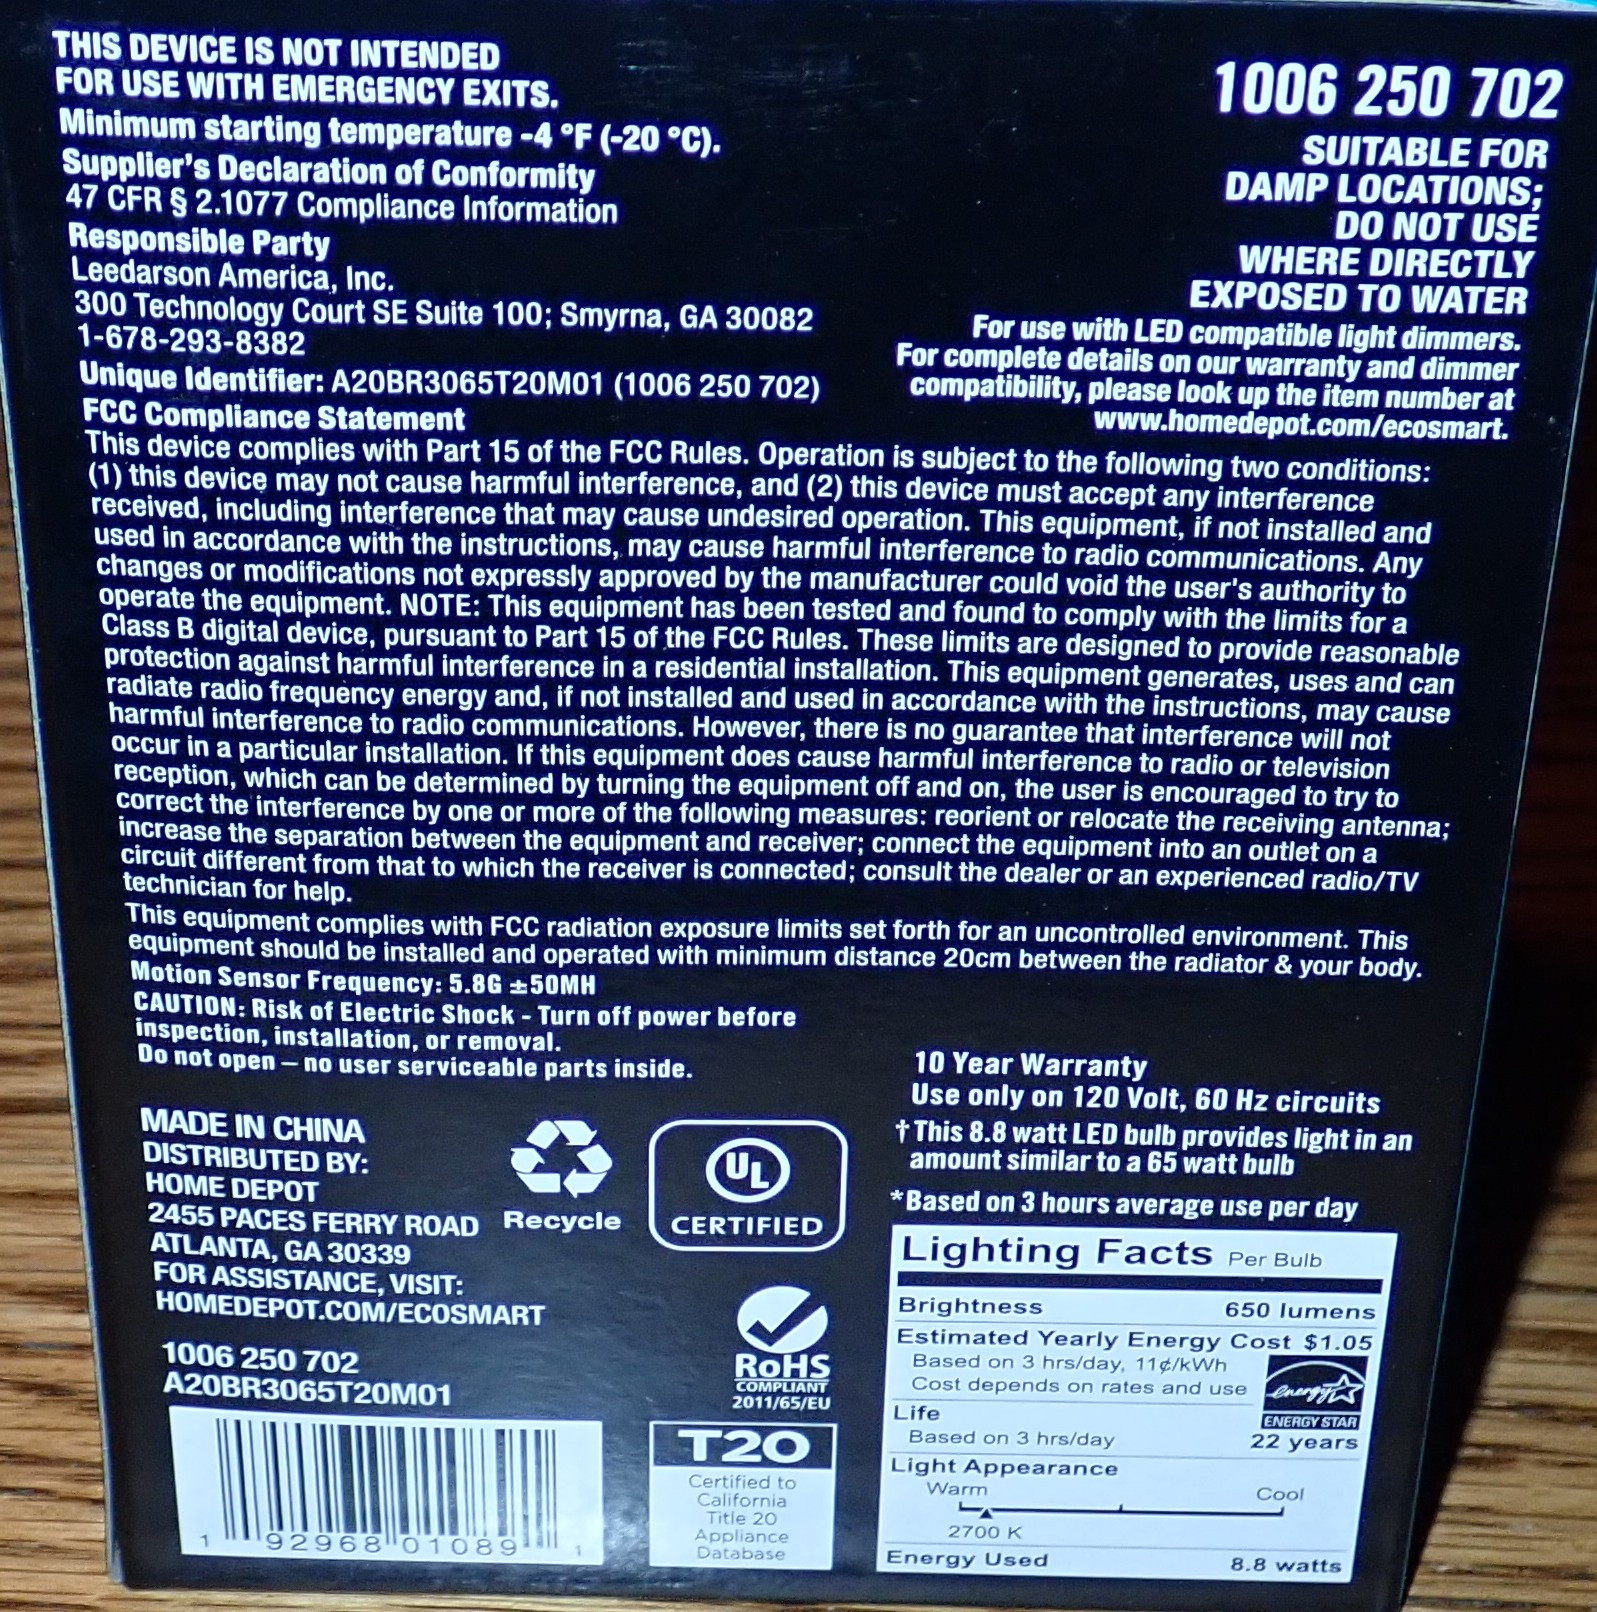 THIS DEVICE IS NOT INTENDED
FOR USE WITH EMERGENCY EXITS.
Minimum starting temperature -4 °F (-20 °C).
Supplier's Declaration of Conformity
47 CFR § 2.1077 Compliance Information
Responsible Party
Leedarson America, Inc.
300 Technology Court SE Suite 100; Smyrna, GA 30082
1-678-293-8382
Unique Identifier: A20BR3065T20M01 (1006 250 702)
1006 250 702
SUITABLE FOR
DAMP LOCATIONS;
DO NOT USE
WHERE DIRECTLY
EXPOSED TO WATER
For use with LED compatible light dimmers.
For complete details on our warranty and dimmer
compatibility, please look up the item number at
www.homedepot.com/ecosmart.
FCC Compliance Statement
This device complies with Part 15 of the FCC Rules. Operation is subject to the following two conditions:
(1) this device may not cause harmful interference, and (2) this device must accept any interference
received, including interference that may cause undesired operation. This equipment, if not installed and
used in accordance with the instructions, may cause harmful interference to radio communications. Any
changes or modifications not expressly approved by the manufacturer could void the user's authority to
operate the equipment. NOTE: This equipment has been tested and found to comply with the limits for a
Class B digital device, pursuant to Part 15 of the FCC Rules. These limits are designed to provide reasonable
protection against harmful interference in a residential installation. This equipment generates, uses and can
radiate radio frequency energy and, if not installed and used in accordance with the instructions, may cause
harmful interference to radio communications. However, there is no guarantee that interference will not
occur in a particular installation. If this equipment does cause harmful interference to radio or television
reception, which can be determined by turning the equipment off and on, the user is encouraged to try to
correct the interference by one or more of the following measures: reorient or relocate the receiving antenna;
increase the separation between the equipment and receiver; connect the equipment into an outlet on a
circuit different from that to which the receiver is connected; consult the dealer or an experienced radio/TV
technician for help.
This equipment complies with FCC radiation exposure limits set forth for an uncontrolled environment. This
equipment should be installed and operated with minimum distance 20cm between the radiator & your body.
Motion Sensor Frequency: 5.8G ±50MH
CAUTION: Risk of Electric Shock - Turn off power before
inspection, installation, or removal.
Do not open – no user serviceable parts inside.
MADE IN CHINA
DISTRIBUTED BY:
HOME DEPOT
2455 PACES FERRY ROAD
ATLANTA, GA 30339
FOR ASSISTANCE, VISIT:
HOMEDEPOT.COM/ECOSMART
1006 250 702
A20BR3065T20M01
1 92968 01089 1
Recycle
UL
CERTIFIED
RoHS
COMPLIANT
2011/65/EU
T20
Certified to
California
Title 20
Appliance
Database
10 Year Warranty
Use only on 120 Volt, 60 Hz circuits
† This 8.8 watt LED bulb provides light in an
amount similar to a 65 watt bulb
*Based on 3 hours average use per day
Lighting Facts Per Bulb
Brightness 650 lumens
Estimated Yearly Energy Cost $1.05
Based on 3 hrs/day, 11¢/kWh
Cost depends on rates and use
energy
ENERGY STAR
Life
Based on 3 hrs/day 22 years
Light Appearance
Warm Cool
2700 K
Energy Used 8.8 watts